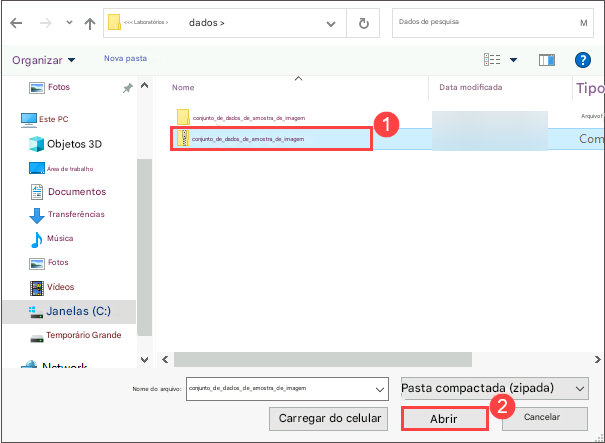 <<< Laboratórios > dados >
Dados de pesquisa M
Organizar Nova pasta ?
Nome Data modificada Tipo
Fotos
Este PC
Objetos 3D
Área de trabalho
Documentos
Transferências
Música
Fotos
Vídeos
Janelas (C:)
Temporário Grande
Network
conjunto_de_dados_de_amostra_de_imagem Arquivo f
1
conjunto_de_dados_de_amostra_de_imagem Com
Nome do arquivo: conjunto_de_dados_de_amostra_de_imagem Pasta compactada (zipada)
2
Carregar do celular Abrir Cancelar